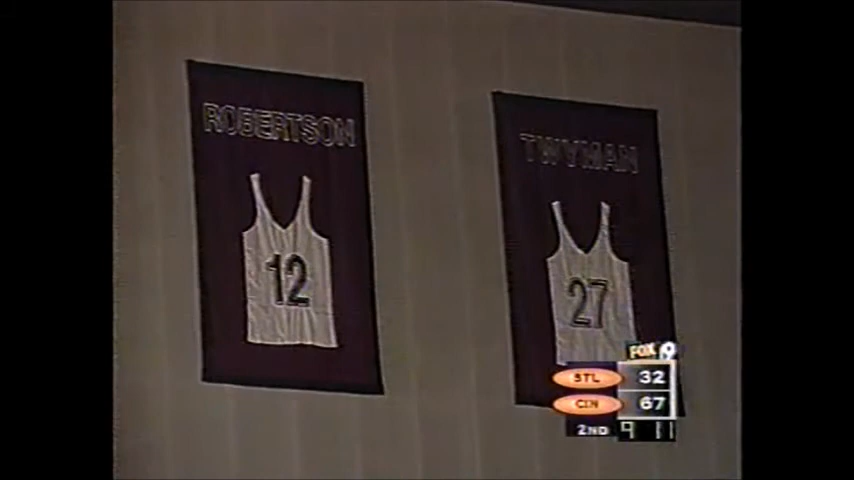 ROBERTSON
12
TWYMAN
27
FOX 9
STL 32
CIN 67
2ND 9 11